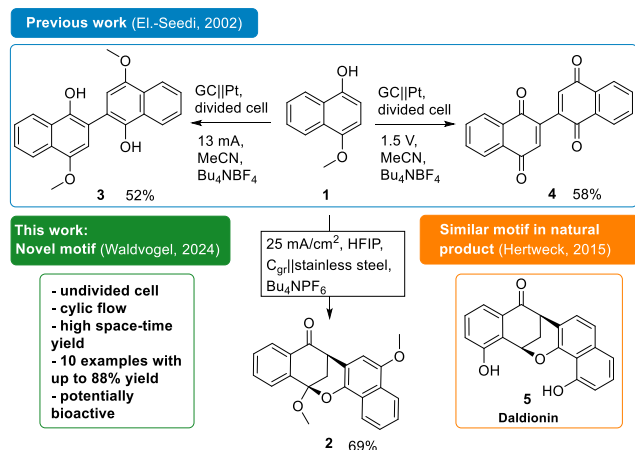 Previous work (El.-Seedi, 2002)
O
OH
OH
O
3 52%
GC||Pt,
divided cell
13 mA,
MeCN,
Bu4NBF4
OH
O
1
GC||Pt,
divided cell
1.5 V,
MeCN,
Bu4NBF4
O
O
O
O
4 58%
This work:
Novel motif (Waldvogel, 2024)
- undivided cell
- cylic flow
- high space-time
yield
- 10 examples with
up to 88% yield
- potentially
bioactive
25 mA/cm², HFIP,
Cgr||stainless steel,
Bu4NPF6
O
O
O
O
2 69%
Similar motif in natural
product (Hertweck, 2015)
O
O
OH
HO
5
Daldionin